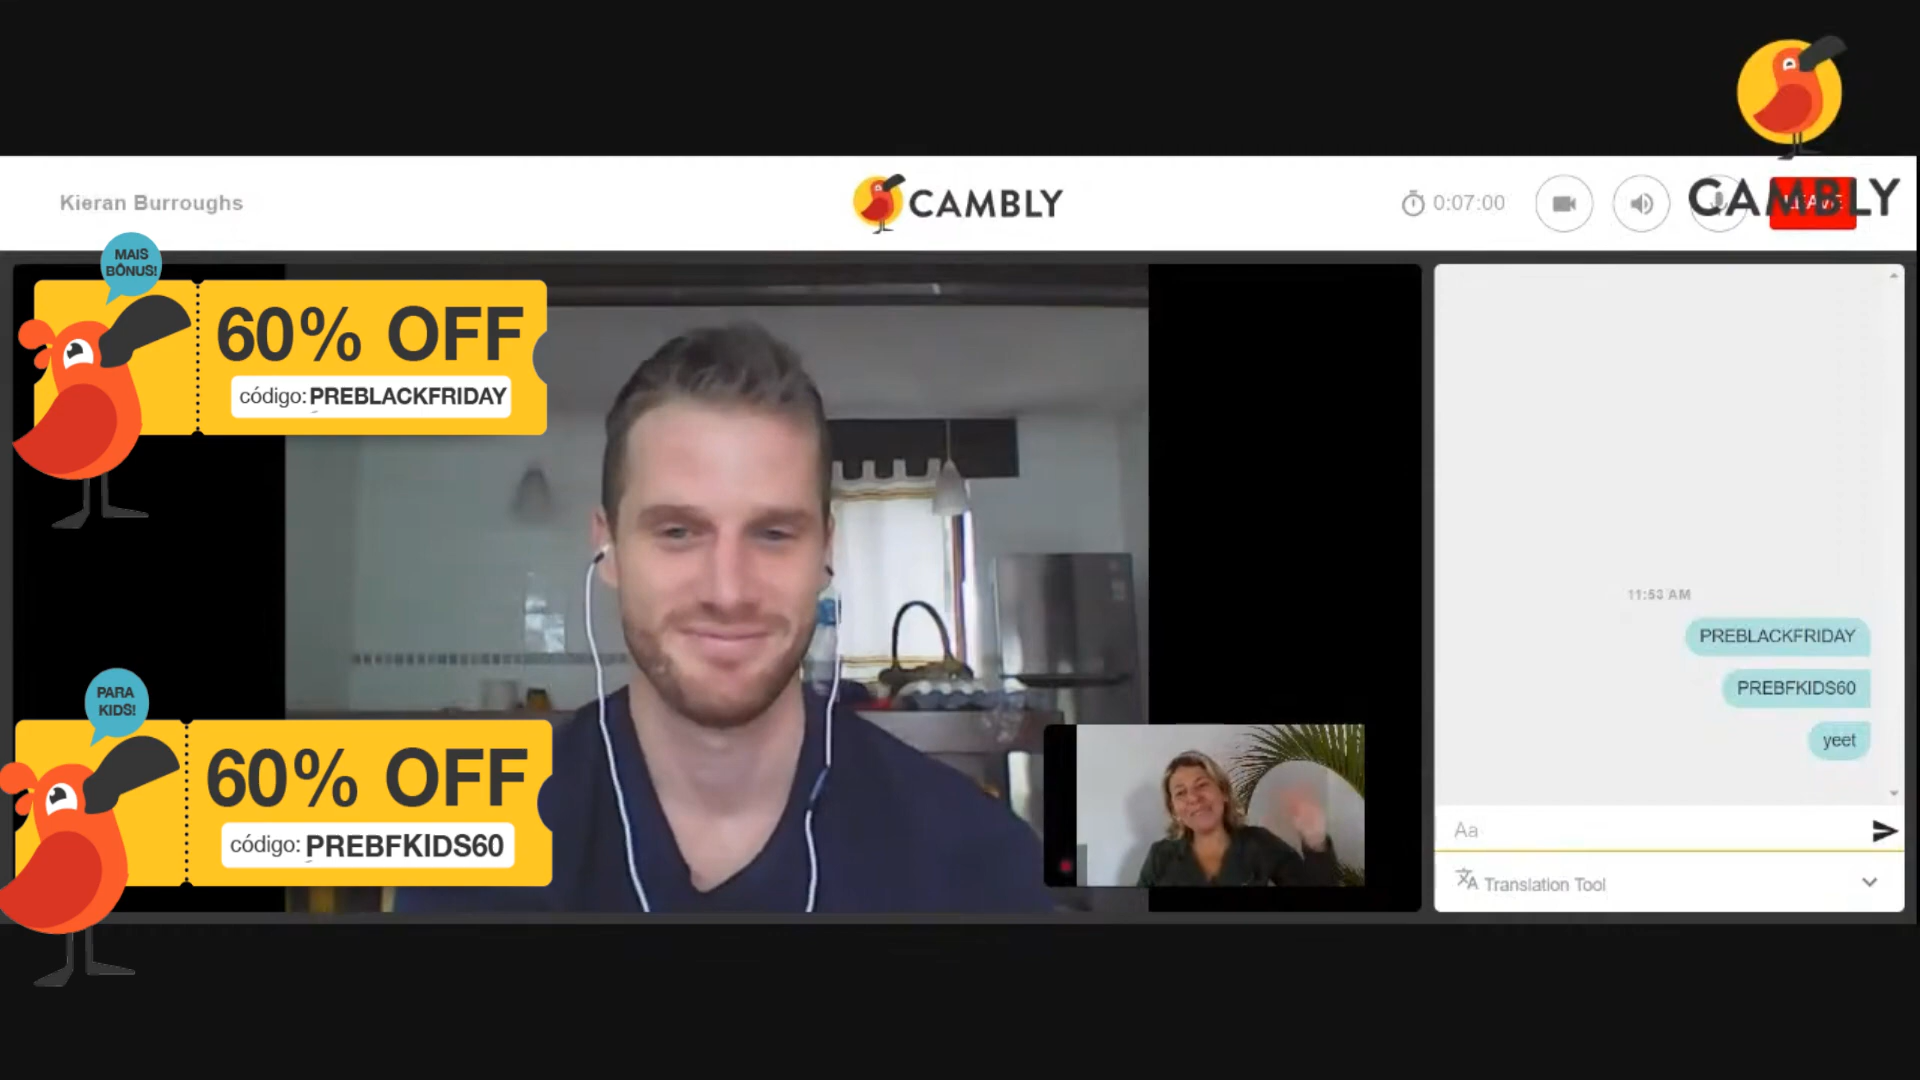 Kieran Burroughs
CAMBLY
0:07:00
CAMBLY
LEAVE
MAIS
BÔNUS!
60% OFF
código: PREBLACKFRIDAY
11:53 AM
PREBLACKFRIDAY
PREBFKIDS60
yeet
PARA
KIDS!
60% OFF
código: PREBFKIDS60
Aa
Translation Tool